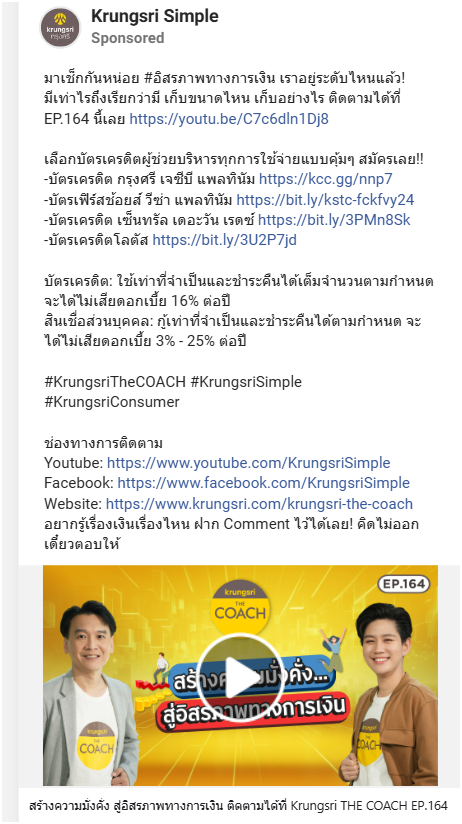 krungsri
กรุงศรี
Krungsri Simple
Sponsored
มาเช็กกันหน่อย #อิสรภาพทางการเงิน เราอยู่ระดับไหนแล้ว!
มีเท่าไรถึงเรียกว่ามี เก็บขนาดไหน เก็บอย่างไร ติดตามได้ที่
EP.164 นี้เลย https://youtu.be/C7c6dln1Dj8
เลือกบัตรเครดิตผู้ช่วยบริหารทุกการใช้จ่ายแบบคุ้มๆ สมัครเลย!!
-บัตรเครดิต กรุงศรี เจซีบี แพลทินัม https://kcc.gg/nnp7
-บัตรเฟิร์สช้อยส์ วีซ่า แพลทินัม https://bit.ly/kstc-fckfvy24
-บัตรเครดิต เซ็นทรัล เดอะวัน เรดซ์ https://bit.ly/3PMn8Sk
-บัตรเครดิตโลตัส https://bit.ly/3U2P7jd
บัตรเครดิต: ใช้เท่าที่จำเป็นและชำระคืนได้เต็มจำนวนตามกำหนด
จะได้ไม่เสียดอกเบี้ย 16% ต่อปี
สินเชื่อส่วนบุคคล: กู้เท่าที่จำเป็นและชำระคืนได้ตามกำหนด จะ
ได้ไม่เสียดอกเบี้ย 3% - 25% ต่อปี
#KrungsriTheCOACH #KrungsriSimple
#KrungsriConsumer
ช่องทางการติดตาม
Youtube: https://www.youtube.com/KrungsriSimple
Facebook: https://www.facebook.com/KrungsriSimple
Website: https://www.krungsri.com/krungsri-the-coach
อยากรู้เรื่องเงินเรื่องไหน ฝาก Comment ไว้ได้เลย! คิดไม่ออก
เดี๋ยวตอบให้
EP.164
krungsri
THE
COACH
สร้างความมั่งคั่ง...
สู่อิสรภาพทางการเงิน
krungsri
THE
COACH
krungsri
THE
COACH
สร้างความมั่งคั่ง สู่อิสรภาพทางการเงิน ติดตามได้ที่ Krungsri THE COACH EP.164